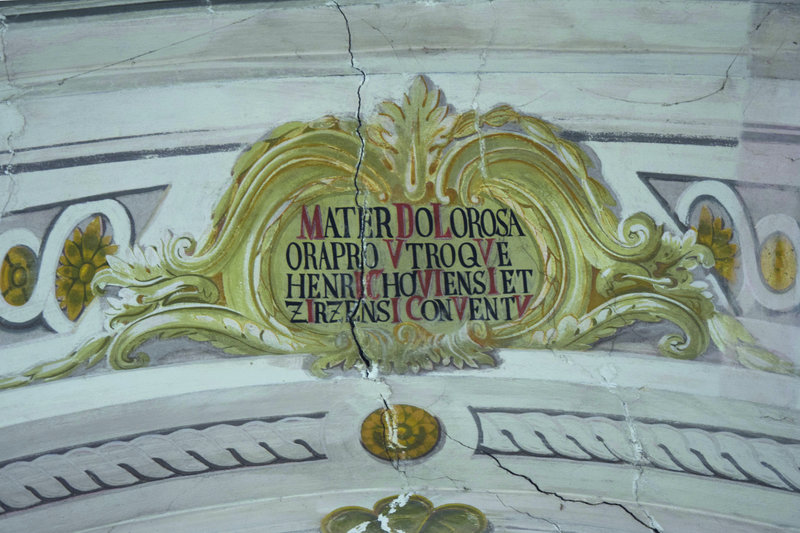 MATER DOLOROSA
ORA PRO VTROQVE
HENRICHOVIENSI ET
ZIRZENSI CONVENTV